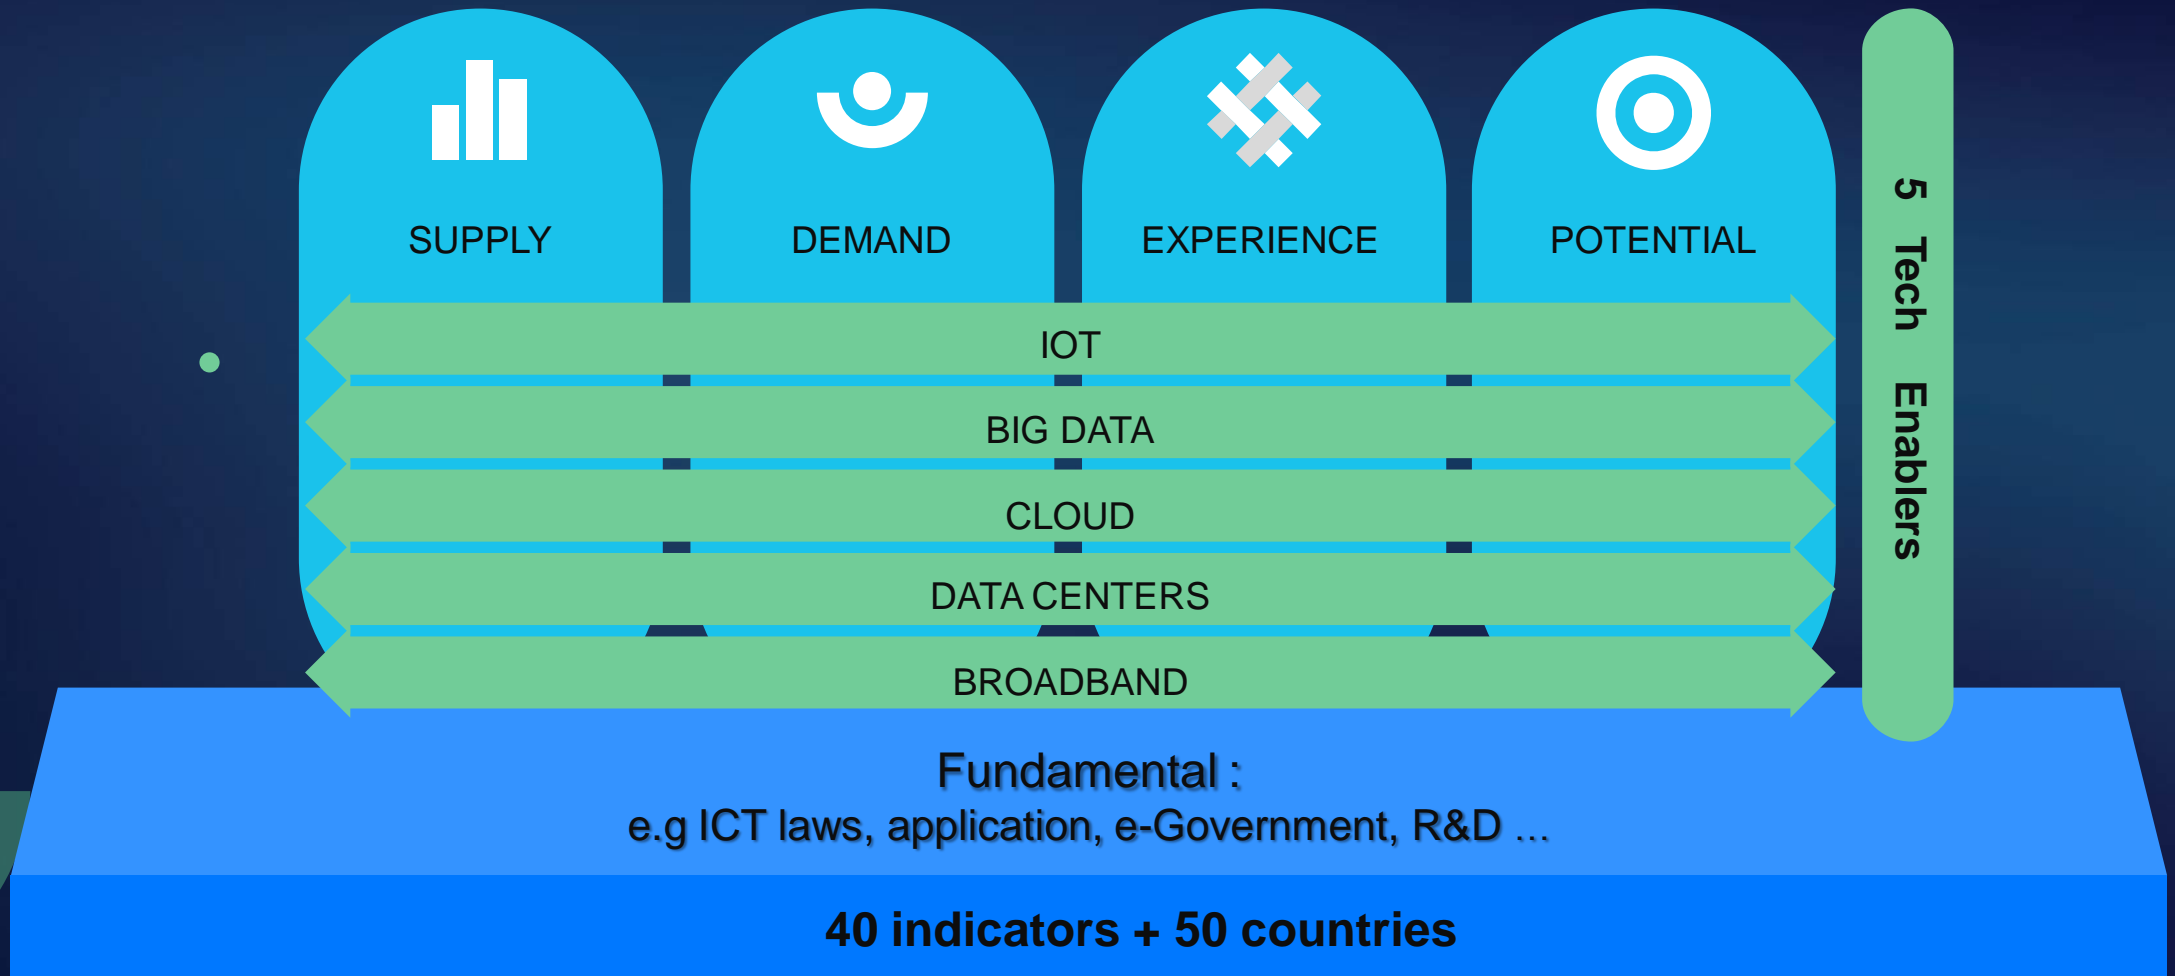 SUPPLY
DEMAND
EXPERIENCE
POTENTIAL
IOT
BIG DATA
CLOUD
DATA CENTERS
BROADBAND
5 Tech Enablers
Fundamental :
e.g ICT laws, application, e-Government, R&D ...
40 indicators + 50 countries